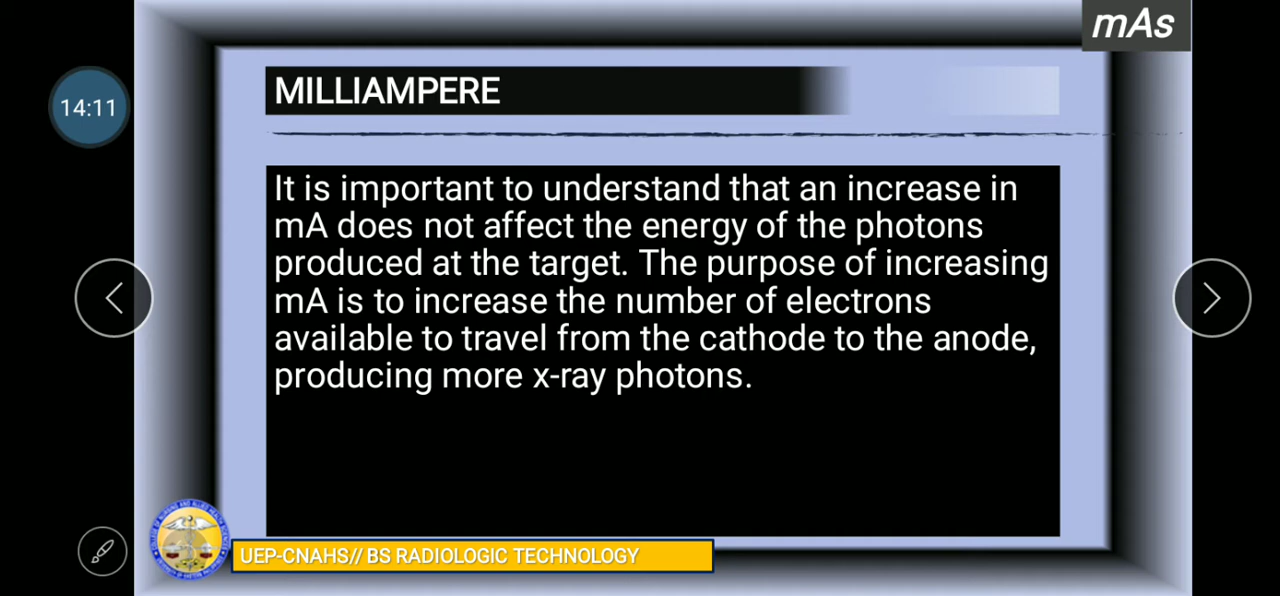 mAs
14:11
MILLIAMPERE
It is important to understand that an increase in
mA does not affect the energy of the photons
produced at the target. The purpose of increasing
mA is to increase the number of electrons
available to travel from the cathode to the anode,
producing more x-ray photons.
UEP-CNAHS// BS RADIOLOGIC TECHNOLOGY